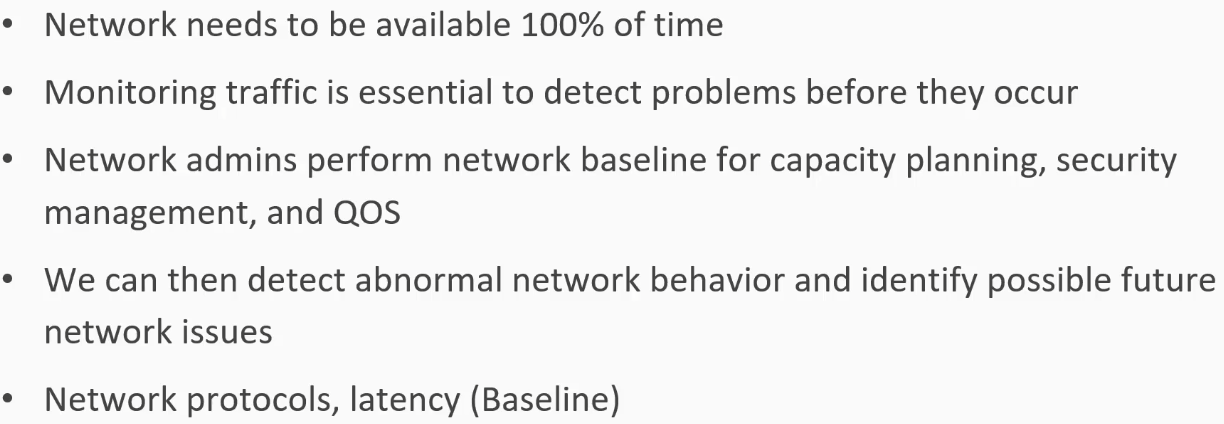 • Network needs to be available 100% of time
• Monitoring traffic is essential to detect problems before they occur
• Network admins perform network baseline for capacity planning, security
management, and QOS
• We can then detect abnormal network behavior and identify possible future
network issues
• Network protocols, latency (Baseline)